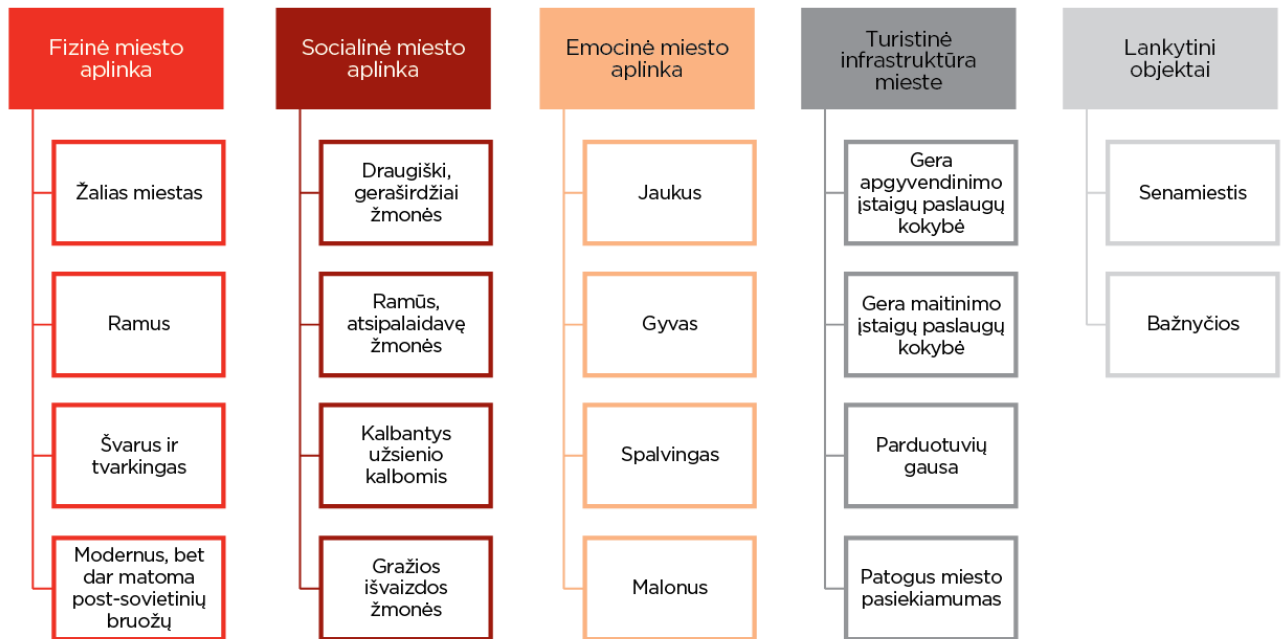 Fizinė miesto
aplinka
Žalias miestas
Ramus
Švarus ir
tvarkingas
Modernus, bet
dar matoma
post-sovietinių
bruožų
Socialinė miesto
aplinka
Draugiški,
geraširdžiai
žmonės
Ramūs,
atsipalaidavę
žmonės
Kalbantys
užsienio
kalbomis
Gražios
išvaizdos
žmonės
Emocinė miesto
aplinka
Jaukus
Gyvas
Spalvingas
Malonus
Turistinė
infrastruktūra
mieste
Gera
apgyvendinimo
įstaigų paslaugų
kokybė
Gera maitinimo
įstaigų paslaugų
kokybė
Parduotuvių
gausa
Patogus miesto
pasiekiamumas
Lankytini
objektai
Senamiestis
Bažnyčios